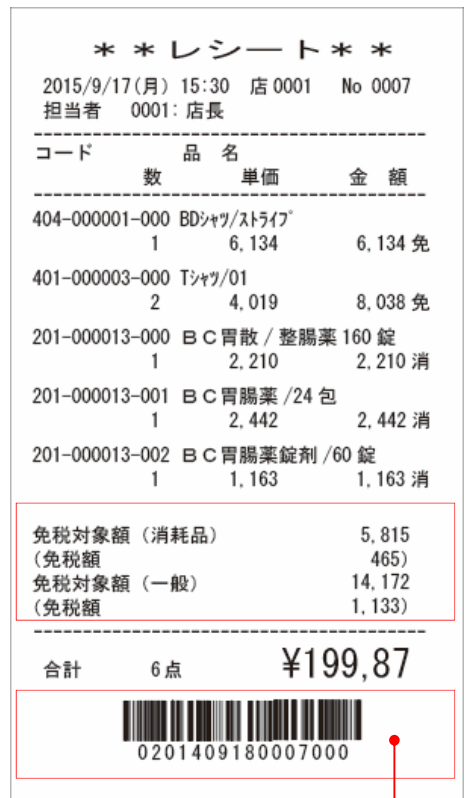 ＊＊レシート＊＊
2015/9/17(月) 15:30 店0001 No 0007
担当者 0001: 店長
コード 品 名
数 単価 金 額
404-000001-000 BDｼｬﾂ/ｽﾄﾗｲﾌﾟ
1 6,134 6,134 免
401-000003-000 Tｼｬﾂ/01
2 4,019 8,038 免
201-000013-000 ＢＣ胃散 / 整腸薬 160 錠
1 2,210 2,210 消
201-000013-001 ＢＣ胃腸薬 /24 包
1 2,442 2,442 消
201-000013-002 ＢＣ胃腸薬錠剤 /60 錠
1 1,163 1,163 消
免税対象額（消耗品） 5,815
(免税額 465)
免税対象額（一般） 14,172
(免税額 1,133)
合計 6点 ¥199,87
0201409180007000